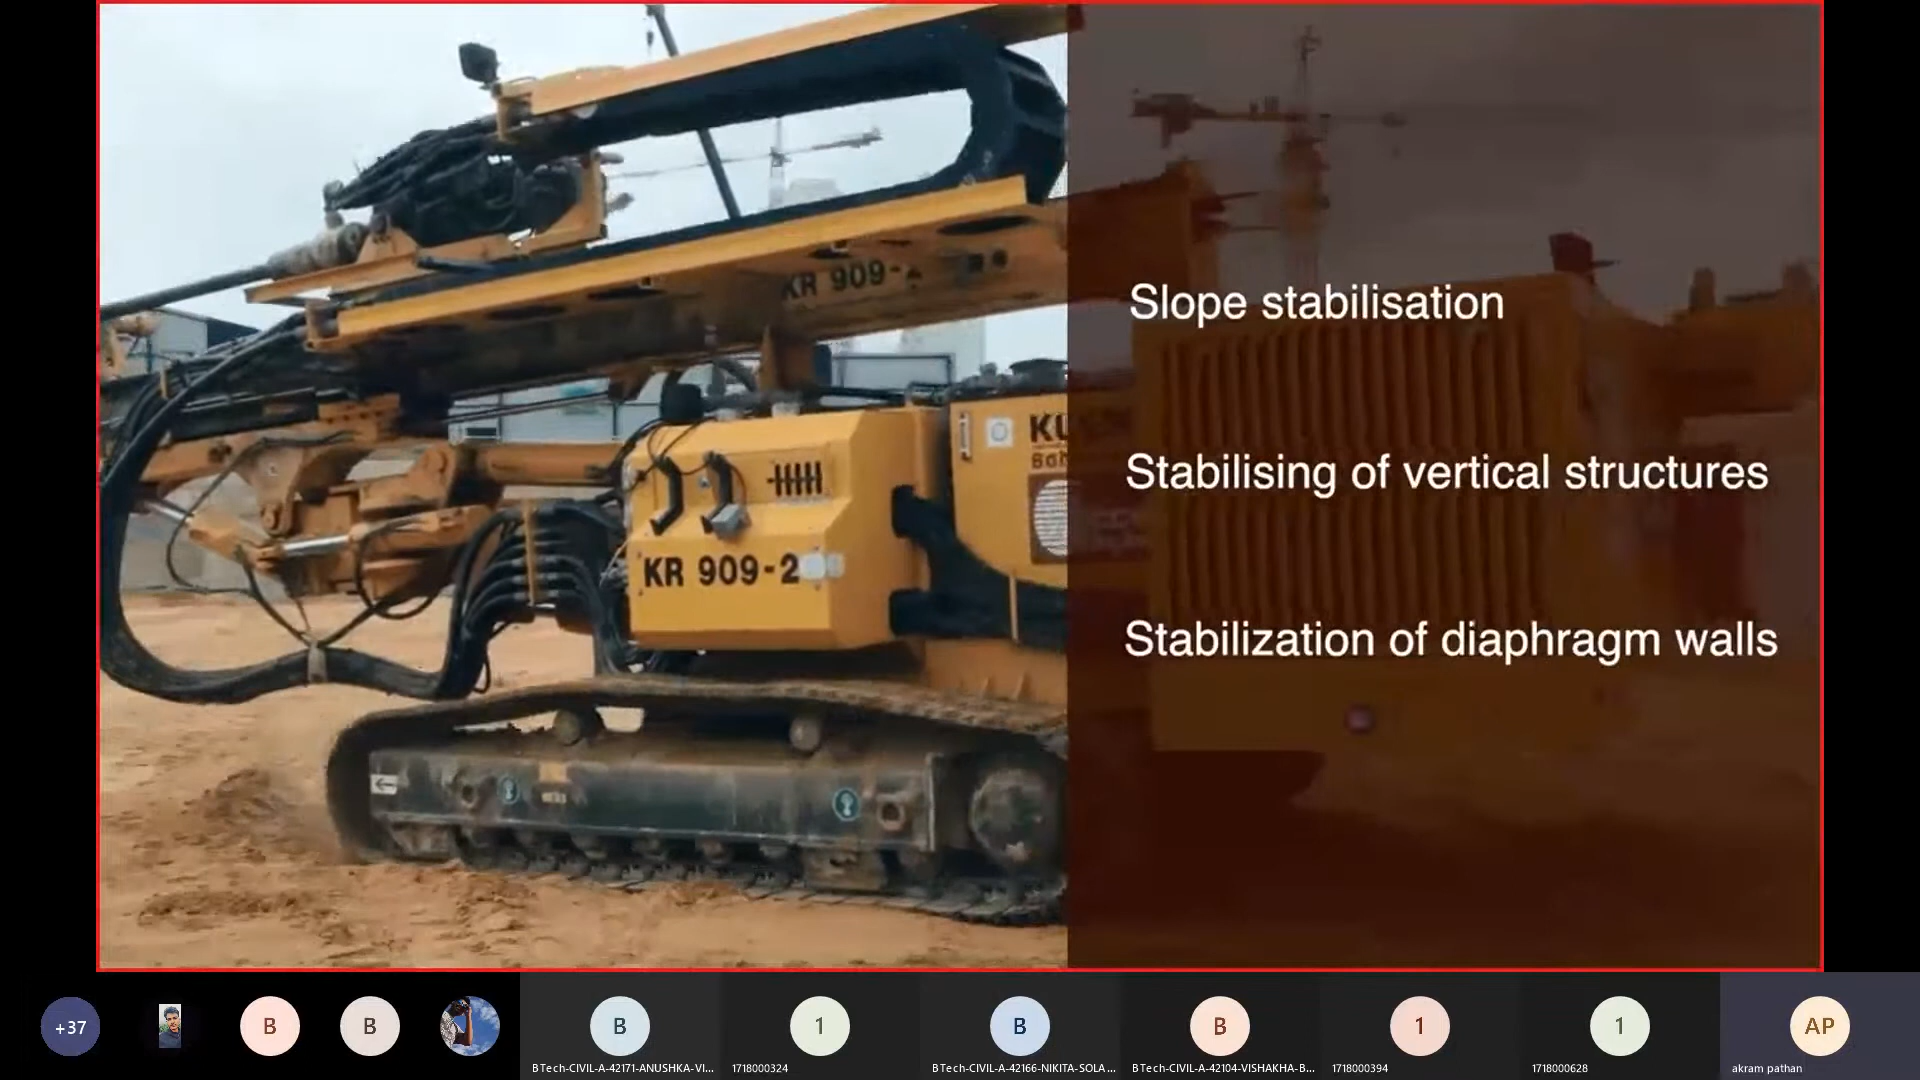 KR 909-2
KU
KR 909-2
Slope stabilisation
Stabilising of vertical structures
Stabilization of diaphragm walls
+37
B
B
B
1
B
B
1
1
AP
BTech-CIVIL-A-42171-ANUSHKA-VI...
1718000324
BTech-CIVIL-A-42166-NIKITA-SOLA...
BTech-CIVIL-A-42104-VISHAKHA-B...
1718000394
1718000628
akram pathan